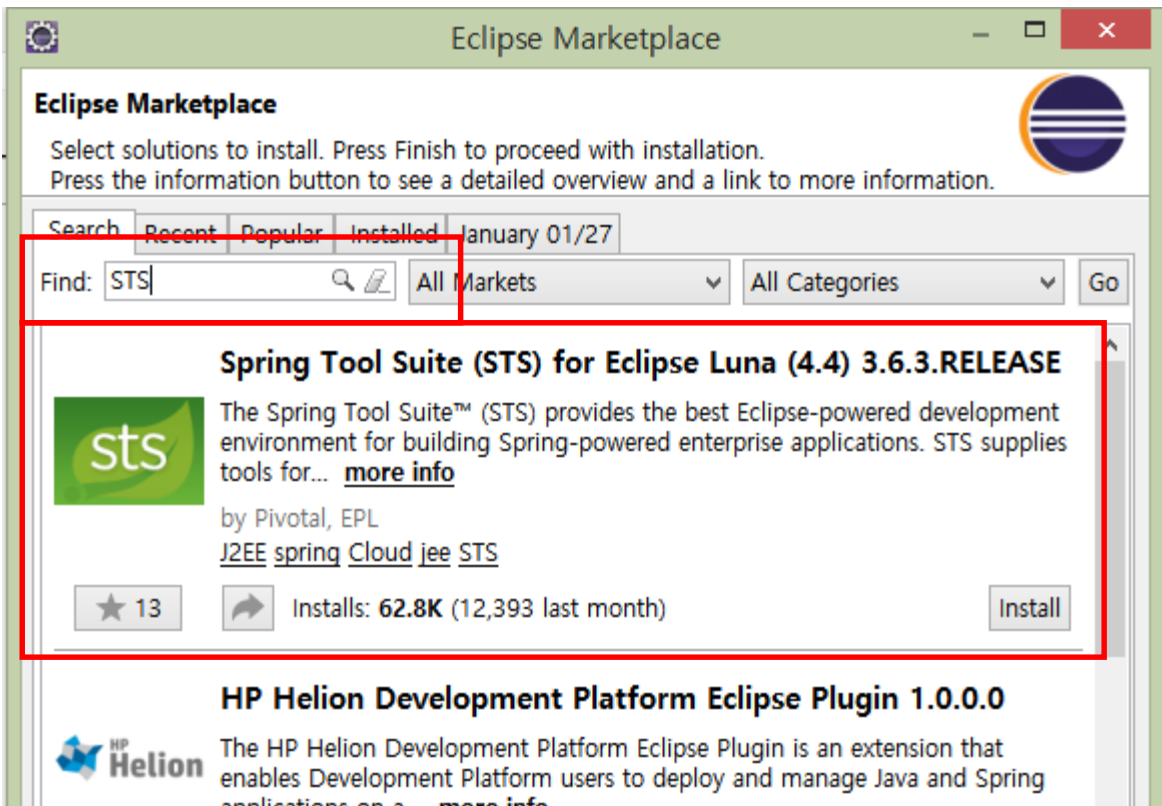 Eclipse Marketplace
Eclipse Marketplace
Select solutions to install. Press Finish to proceed with installation.
Press the information button to see a detailed overview and a link to more information.
Search Recent Popular Installed January 01/27
Find: STS All Markets All Categories Go
Spring Tool Suite (STS) for Eclipse Luna (4.4) 3.6.3.RELEASE
sts
The Spring Tool Suite™ (STS) provides the best Eclipse-powered development
environment for building Spring-powered enterprise applications. STS supplies
tools for... more info
by Pivotal, EPL
J2EE spring Cloud jee STS
13 Installs: 62.8K (12,393 last month) Install
HP Helion Development Platform Eclipse Plugin 1.0.0.0
HP
Helion
The HP Helion Development Platform Eclipse Plugin is an extension that
enables Development Platform users to deploy and manage Java and Spring
applications on a... more info